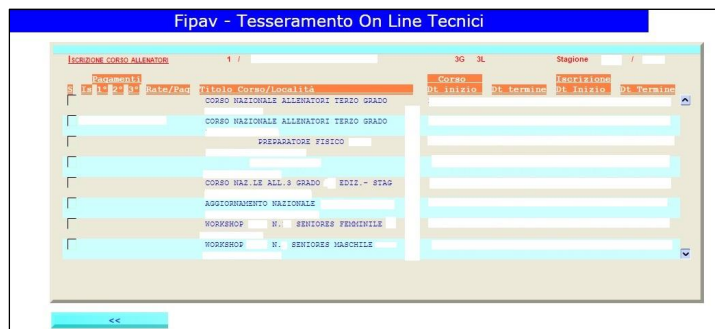 Fipav - Tesseramento On Line Tecnici
ISCRIZIONE CORSO ALLENATORI 1 / 3G 3L Stagione /
Pagamenti Corso Iscrizione
S Is 1° 2° 3° Rate/Pag Titolo Corso/Località Dt inizio Dt termine Dt Inizio Dt Termine
CORSO NAZIONALE ALLENATORI TERZO GRADO
CORSO NAZIONALE ALLENATORI TERZO GRADO
PREPARATORE FISICO
CORSO NAZ.LE ALL.S GRADO EDIZ.- STAG
AGGIORNAMENTO NAZIONALE
WORKSHOP N. SENIORES FEMMINILE
WORKSHOP N. SENIORES MASCHILE
<<